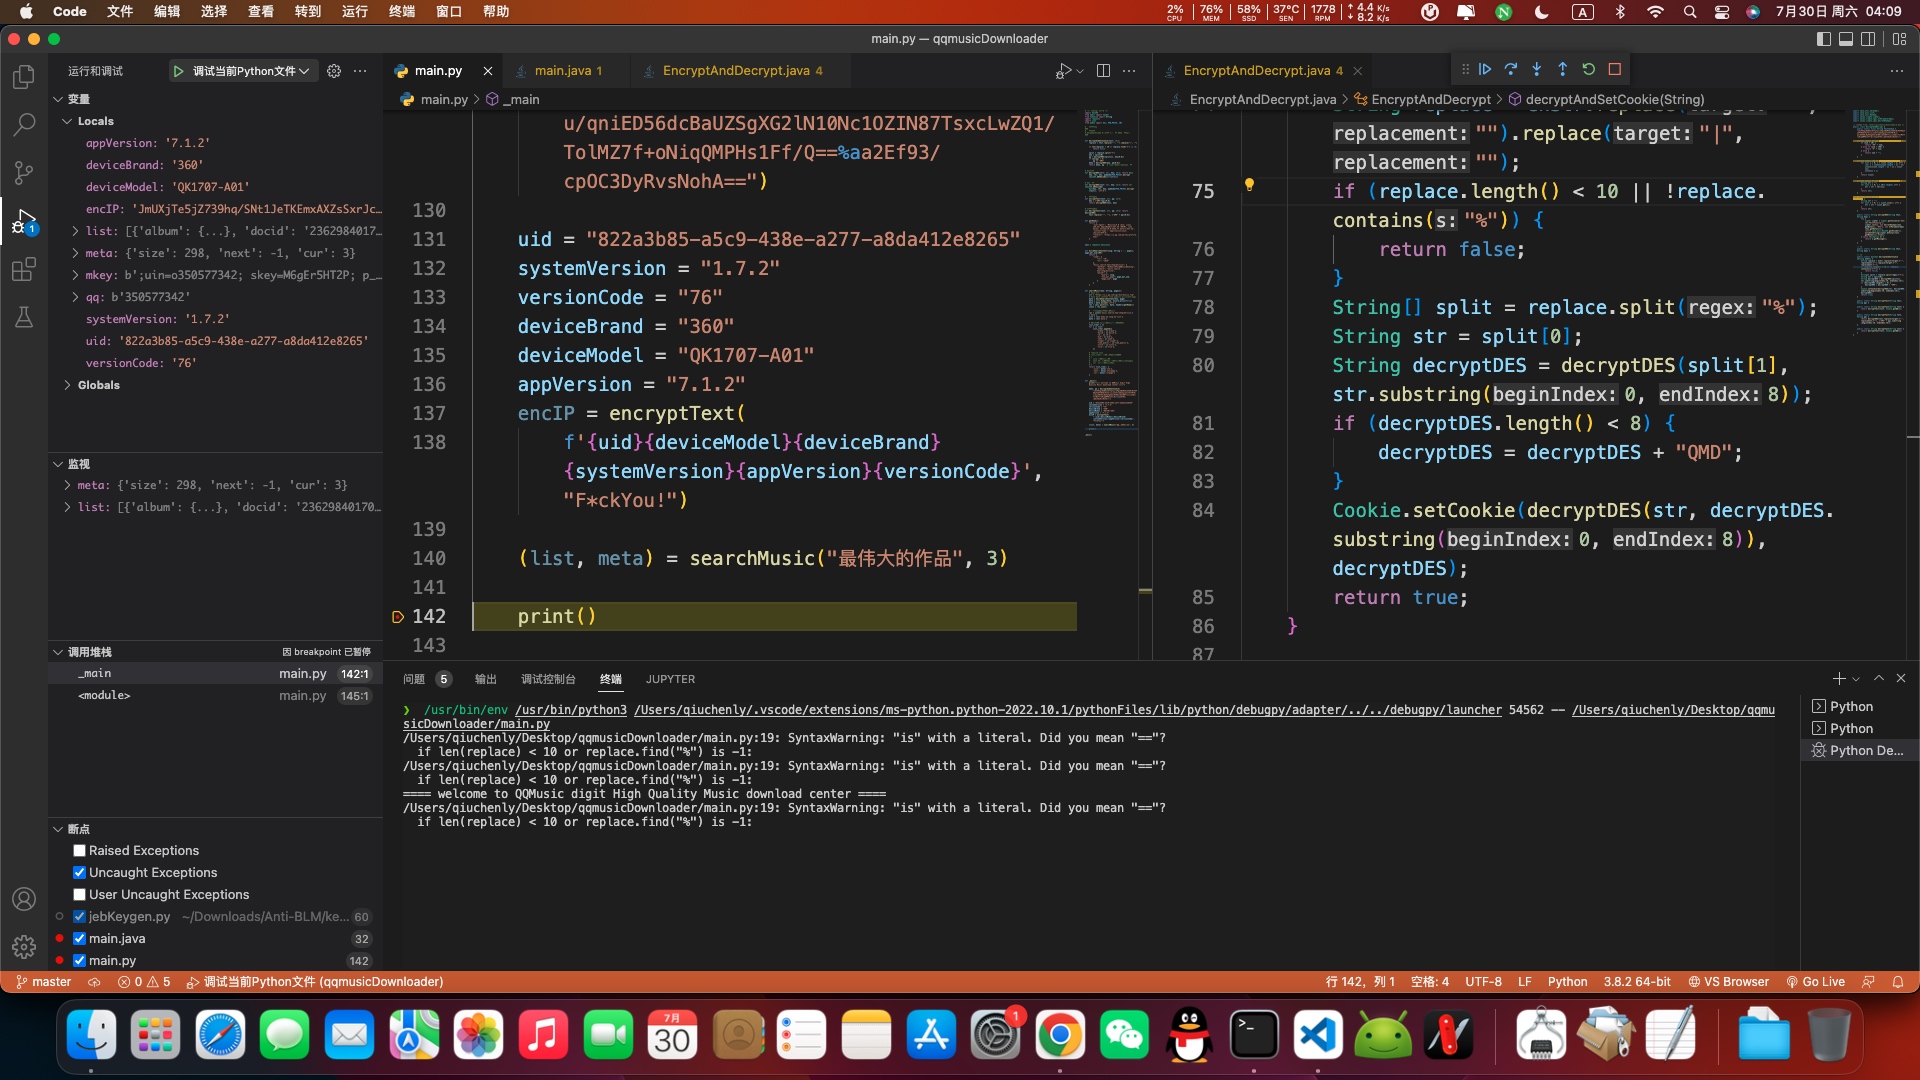 Code 文件 编辑 选择 查看 转到 运行 终端 窗口 帮助
2% CPU 76% MEM 58% SSD 37°C SEN 1778 RPM ↑ 4.4 K/s ↓ 8.2 K/s A 7月30日 周六 04:09
main.py — qqmusicDownloader
运行和调试 调试当前Python文件
变量
Locals
appVersion: '7.1.2'
deviceBrand: '360'
deviceModel: 'QK1707-A01'
encIP: 'JmUXjTe5jZ739hq/SNt1JeTKEmxAXZsSxrJc…
list: [{'album': {...}, 'docid': '2362984017…
meta: {'size': 298, 'next': -1, 'cur': 3}
mkey: b';uin=o350577342; skey=M6gEr5HT2P; p_…
qq: b'350577342'
systemVersion: '1.7.2'
uid: '822a3b85-a5c9-438e-a277-a8da412e8265'
versionCode: '76'
Globals
监视
meta: {'size': 298, 'next': -1, 'cur': 3}
list: [{'album': {...}, 'docid': '23629840170…
调用堆栈 因 breakpoint 已暂停
_main main.py 142:1
<module> main.py 145:1
断点
Raised Exceptions
Uncaught Exceptions
User Uncaught Exceptions
jebKeygen.py ~/Downloads/Anti-BLM/ke... 60
main.java 32
main.py 142
main.py main.java 1 EncryptAndDecrypt.java 4
main.py > _main
u/qniED56dcBaUZSgXG2lN10Nc1OZIN87TsxcLwZQ1/
TolMZ7f+oNiqQMPHs1Ff/Q==%aa2Ef93/
cpOC3DyRvsNohA==")
130
131 uid = "822a3b85-a5c9-438e-a277-a8da412e8265"
132 systemVersion = "1.7.2"
133 versionCode = "76"
134 deviceBrand = "360"
135 deviceModel = "QK1707-A01"
136 appVersion = "7.1.2"
137 encIP = encryptText(
138 f'{uid}{deviceModel}{deviceBrand}
{systemVersion}{appVersion}{versionCode}',
"F*ckYou!")
139
140 (list, meta) = searchMusic("最伟大的作品", 3)
141
142 print()
143
EncryptAndDecrypt.java 4
EncryptAndDecrypt.java > EncryptAndDecrypt > decryptAndSetCookie(String)
replacement: "").replace(target: "|",
replacement: "");
75 if (replace.length() < 10 || !replace.
contains(s: "%")) {
76 return false;
77 }
78 String[] split = replace.split(regex: "%");
79 String str = split[0];
80 String decryptDES = decryptDES(split[1],
str.substring(beginIndex: 0, endIndex: 8));
81 if (decryptDES.length() < 8) {
82 decryptDES = decryptDES + "QMD";
83 }
84 Cookie.setCookie(decryptDES(str, decryptDES.
substring(beginIndex: 0, endIndex: 8)),
decryptDES);
85 return true;
86 }
87
问题 5 输出 调试控制台 终端 JUPYTER
❯ /usr/bin/env /usr/bin/python3 /Users/qiuchenly/.vscode/extensions/ms-python.python-2022.10.1/pythonFiles/lib/python/debugpy/adapter/../../debugpy/launcher 54562 -- /Users/qiuchenly/Desktop/qqmu
sicDownloader/main.py
/Users/qiuchenly/Desktop/qqmusicDownloader/main.py:19: SyntaxWarning: "is" with a literal. Did you mean "=="?
if len(replace) < 10 or replace.find("%") is -1:
/Users/qiuchenly/Desktop/qqmusicDownloader/main.py:19: SyntaxWarning: "is" with a literal. Did you mean "=="?
if len(replace) < 10 or replace.find("%") is -1:
==== welcome to QQMusic digit High Quality Music download center ====
/Users/qiuchenly/Desktop/qqmusicDownloader/main.py:19: SyntaxWarning: "is" with a literal. Did you mean "=="?
if len(replace) < 10 or replace.find("%") is -1:
Python
Python
Python De...
master 0 5 调试当前Python文件 (qqmusicDownloader) 行 142，列 1 空格: 4 UTF-8 LF Python 3.8.2 64-bit VS Browser Go Live
7月 30 1